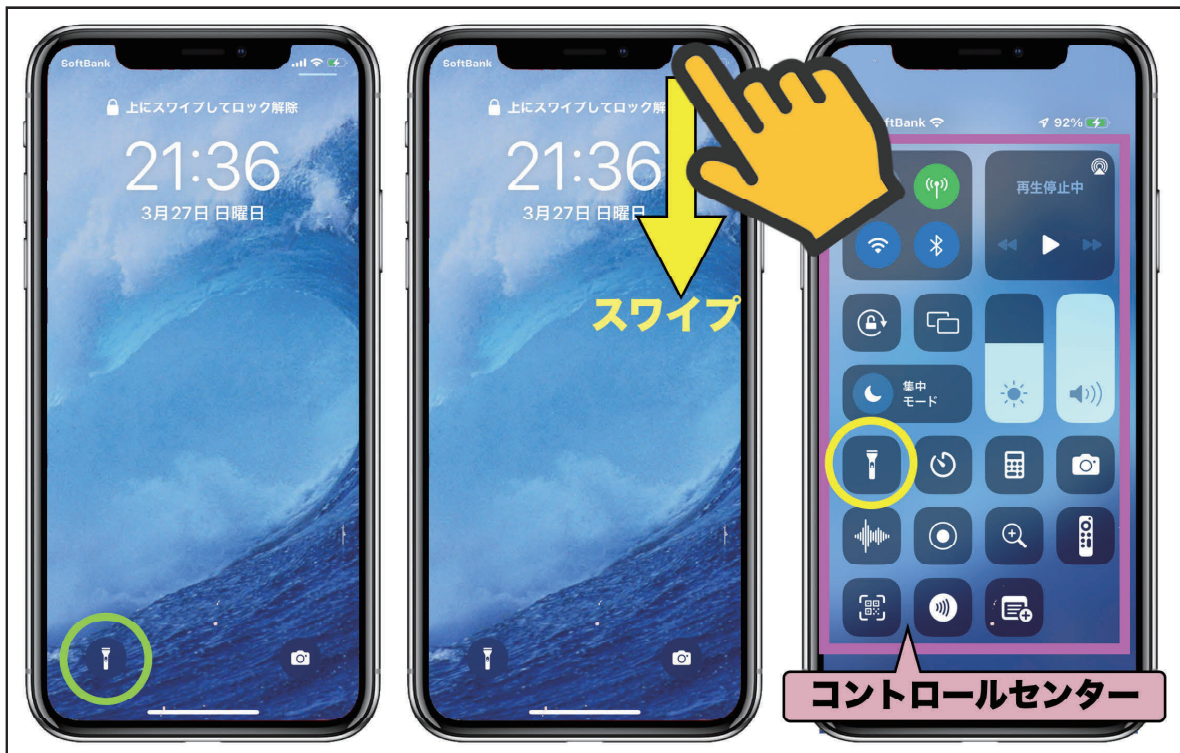 SoftBank
上にスワイプしてロック解除
21:36
3月27日 日曜日
SoftBank
上にスワイプしてロック解
21:36
3月27日 日曜日
スワイプ
ftBank
92%
再生停止中
集中
モード
コントロールセンター